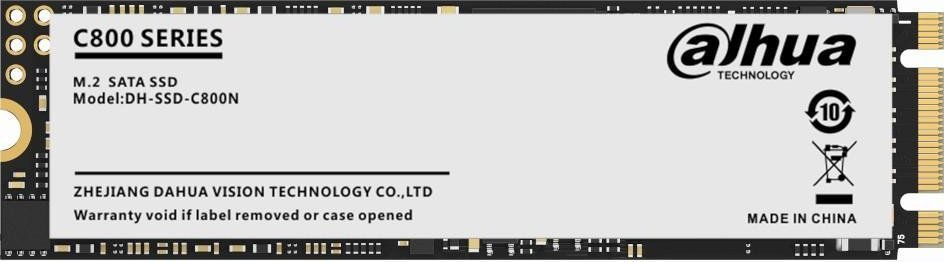 C800 SERIES
alhua
TECHNOLOGY
M.2 SATA SSD
Model:DH-SSD-C800N
10
ZHEJIANG DAHUA VISION TECHNOLOGY CO.,LTD
Warranty void if label removed or case opened
MADE IN CHINA
75